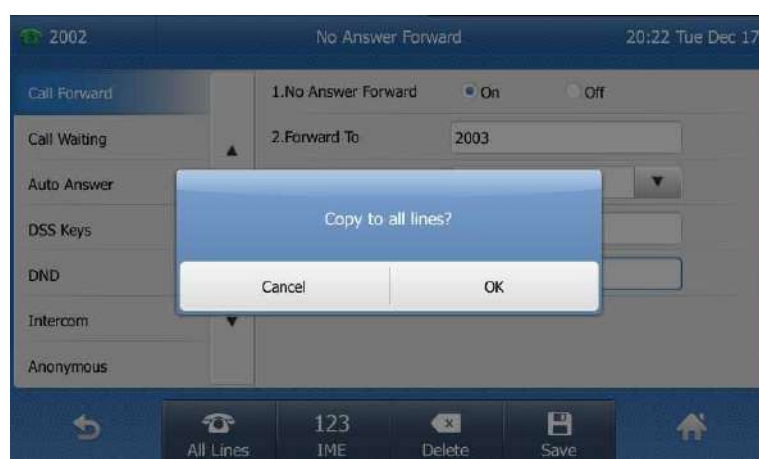 2002 No Answer Forward 20:22 Tue Dec 17
Call Forward
Call Waiting
Auto Answer
DSS Keys
DND
Intercom
Anonymous
1.No Answer Forward On Off
2.Forward To 2003
Copy to all lines?
Cancel OK
All Lines 123 IME Delete Save